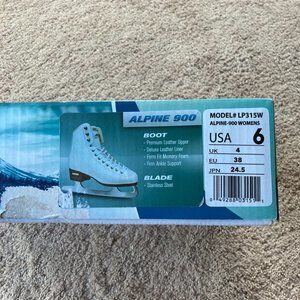 ALPINE 900
BOOT
- Premium Leather Upper
- Deluxe Leather Liner
- Firm Fit Memory Foam
- Firm Ankle Support
BLADE
- Stainless Steel
MODEL# LP315W
ALPINE-900 WOMENS
USA 6
UK 4
EU 38
JPN 24.5